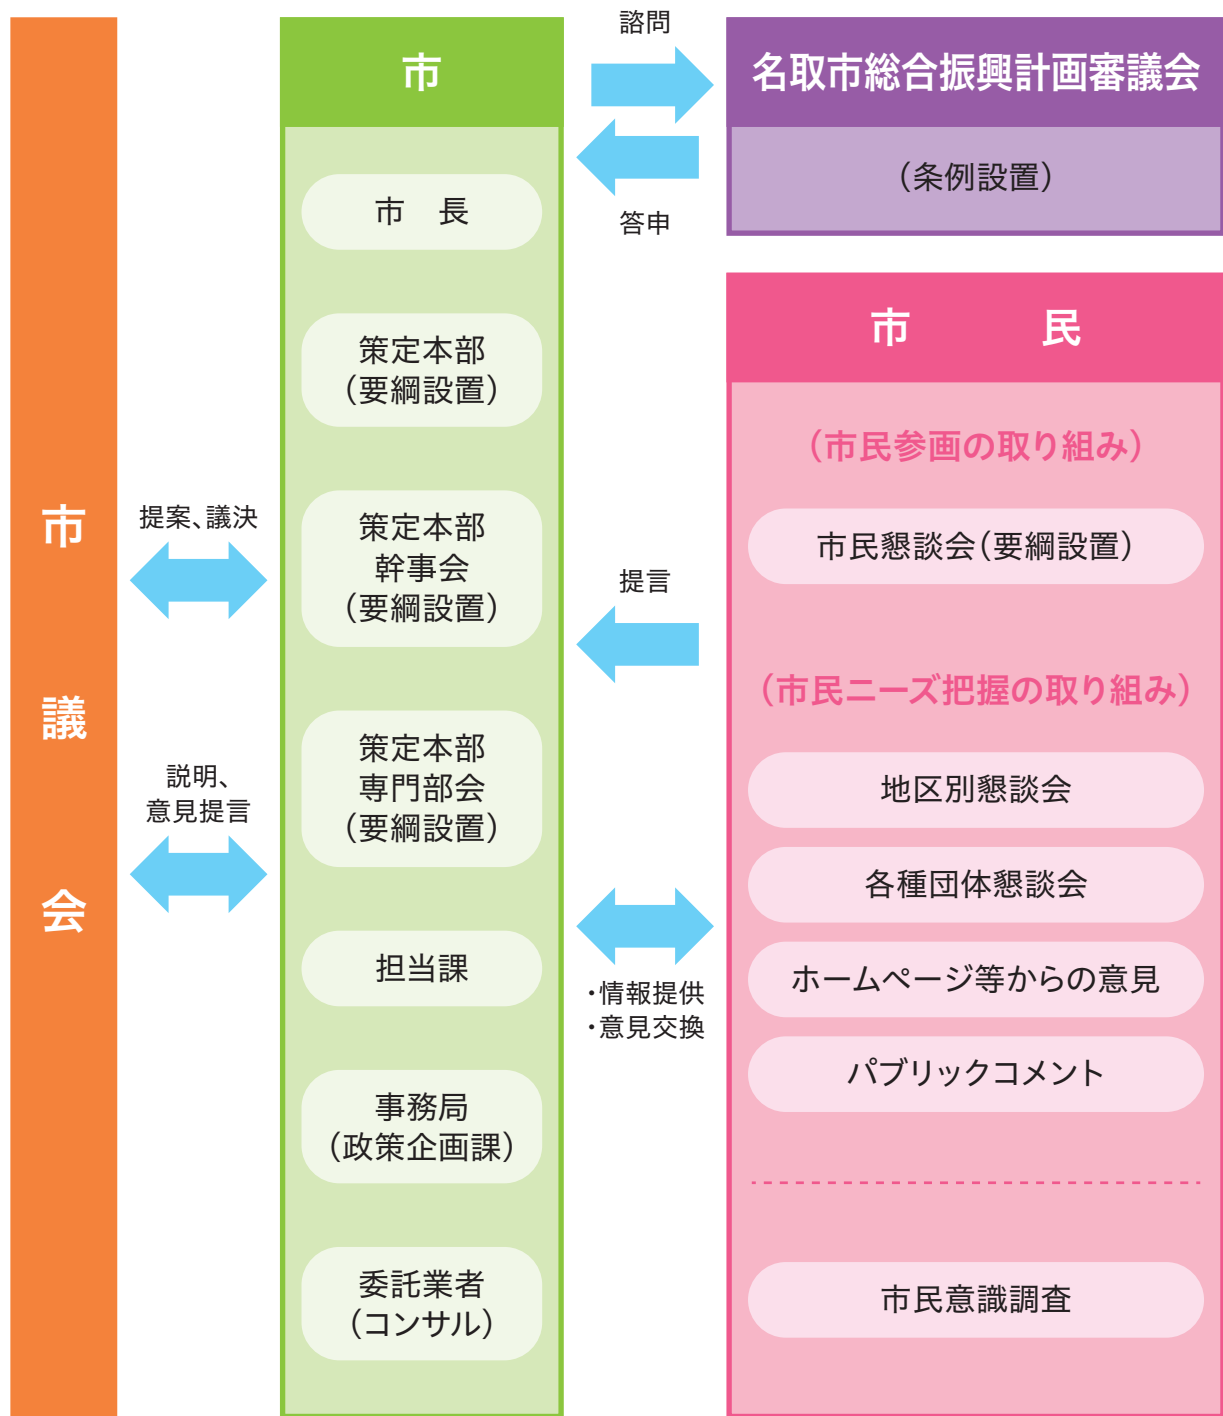 市議会
提案、議決
説明、
意見提言
市
市　長
策定本部
（要綱設置）
策定本部
幹事会
（要綱設置）
策定本部
専門部会
（要綱設置）
担当課
事務局
（政策企画課）
委託業者
（コンサル）
諮問
答申
提言
・情報提供
・意見交換
名取市総合振興計画審議会
（条例設置）
市　民
（市民参画の取り組み）
市民懇談会（要綱設置）
（市民ニーズ把握の取り組み）
地区別懇談会
各種団体懇談会
ホームページ等からの意見
パブリックコメント
市民意識調査